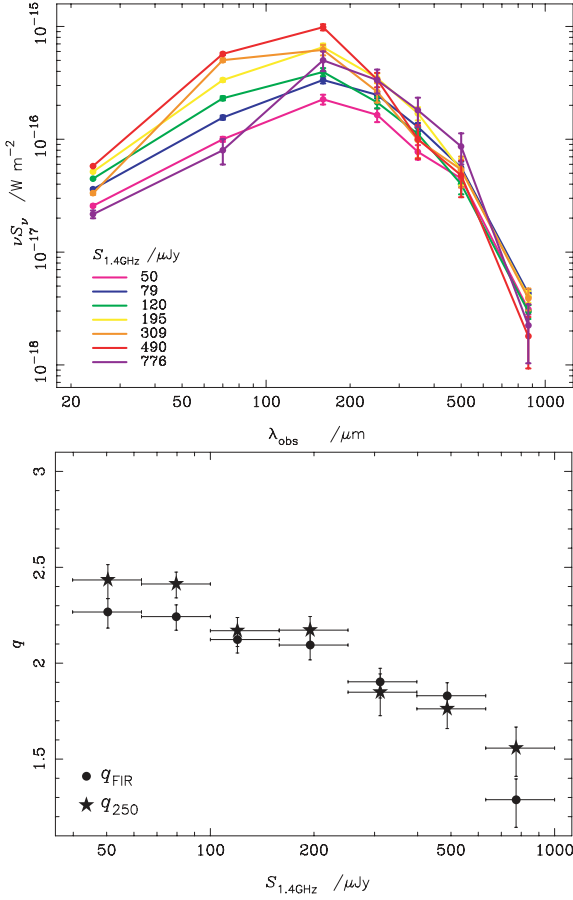 10⁻¹⁵
10⁻¹⁶
10⁻¹⁷
10⁻¹⁸
νS_ν /W m⁻²
S_1.4GHz /μJy
50
79
120
195
309
490
776
20 50 100 200 500 1000
λ_obs /μm
3
2.5
2
1.5
q
q_FIR
q_250
50 100 200 500 1000
S_1.4GHz /μJy